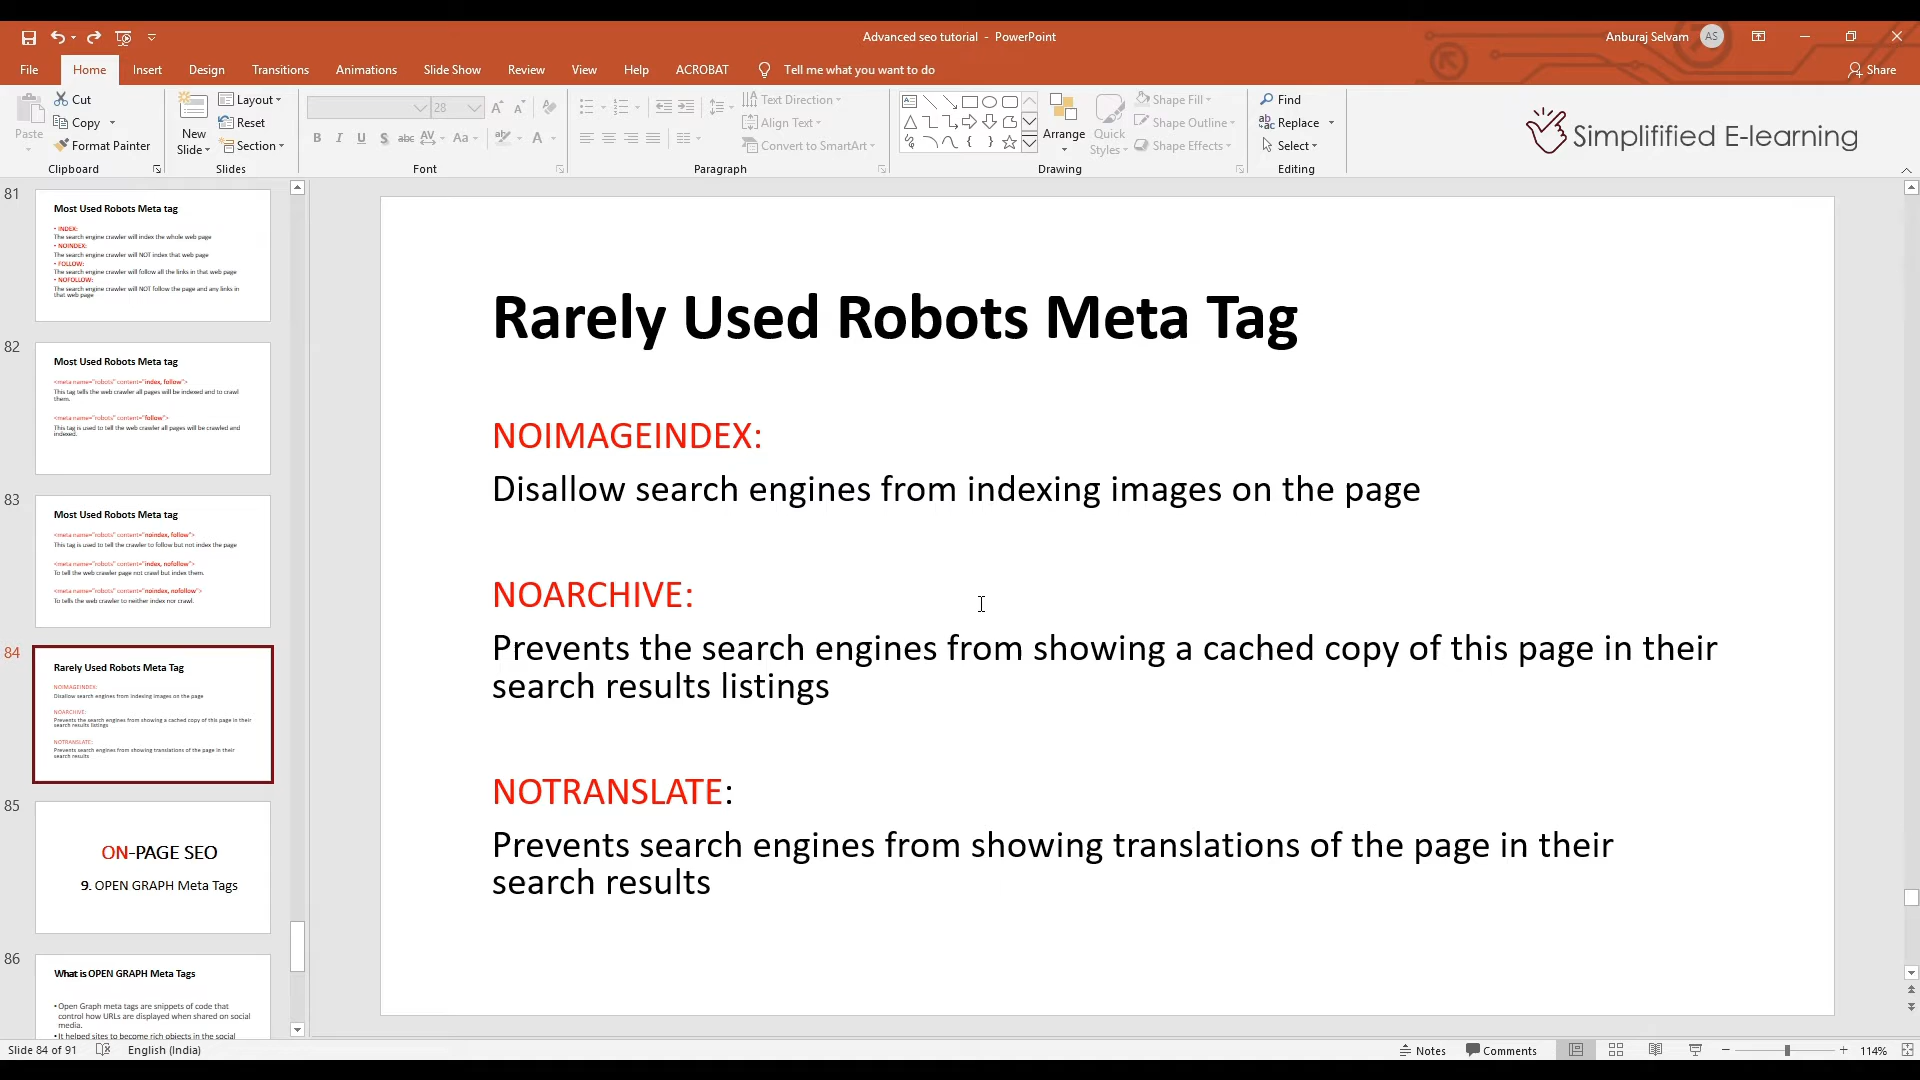 Advanced seo tutorial - PowerPoint
Anburaj Selvam AS
File Home Insert Design Transitions Animations Slide Show Review View Help ACROBAT Tell me what you want to do Share
Paste
Cut
Copy
Format Painter
Clipboard
New Slide
Layout
Reset
Section
Slides
28
Font
Text Direction
Align Text
Convert to SmartArt
Paragraph
Arrange
Quick Styles
Shape Fill
Shape Outline
Shape Effects
Drawing
Find
Replace
Select
Editing
Simplifified E-learning
81
Most Used Robots Meta tag
• INDEX:
The search engine crawler will index the whole web page
• NOINDEX:
The search engine crawler will NOT index that web page
• FOLLOW:
The search engine crawler will follow all the links in that web page
• NOFOLLOW:
The search engine crawler will NOT follow the page and any links in
that web page
82
Most Used Robots Meta tag
<meta name="robots" content="index, follow">
This tag tells the web crawler all pages will be indexed and to crawl
them.
<meta name="robots" content="follow">
This tag is used to tell the web crawler all pages will be crawled and
indexed.
83
Most Used Robots Meta tag
<meta name="robots" content="noindex, follow">
This tag is used to tell the crawler to follow but not index the page
<meta name="robots" content="index, nofollow">
To tell the web crawler page not crawl but index them.
<meta name="robots" content="noindex, nofollow">
To tells the web crawler to neither index nor crawl.
84
Rarely Used Robots Meta Tag
NOIMAGEINDEX:
Disallow search engines from indexing images on the page
NOARCHIVE:
Prevents the search engines from showing a cached copy of this page in their
search results listings
NOTRANSLATE:
Prevents search engines from showing translations of the page in their
search results
85
ON-PAGE SEO
9. OPEN GRAPH Meta Tags
86
What is OPEN GRAPH Meta Tags
• Open Graph meta tags are snippets of code that
control how URLs are displayed when shared on social
media.
• It helped sites to become rich objects in the social
Rarely Used Robots Meta Tag
NOIMAGEINDEX:
Disallow search engines from indexing images on the page
NOARCHIVE:
Prevents the search engines from showing a cached copy of this page in their
search results listings
NOTRANSLATE:
Prevents search engines from showing translations of the page in their
search results
Slide 84 of 91 English (India) Notes Comments 114%